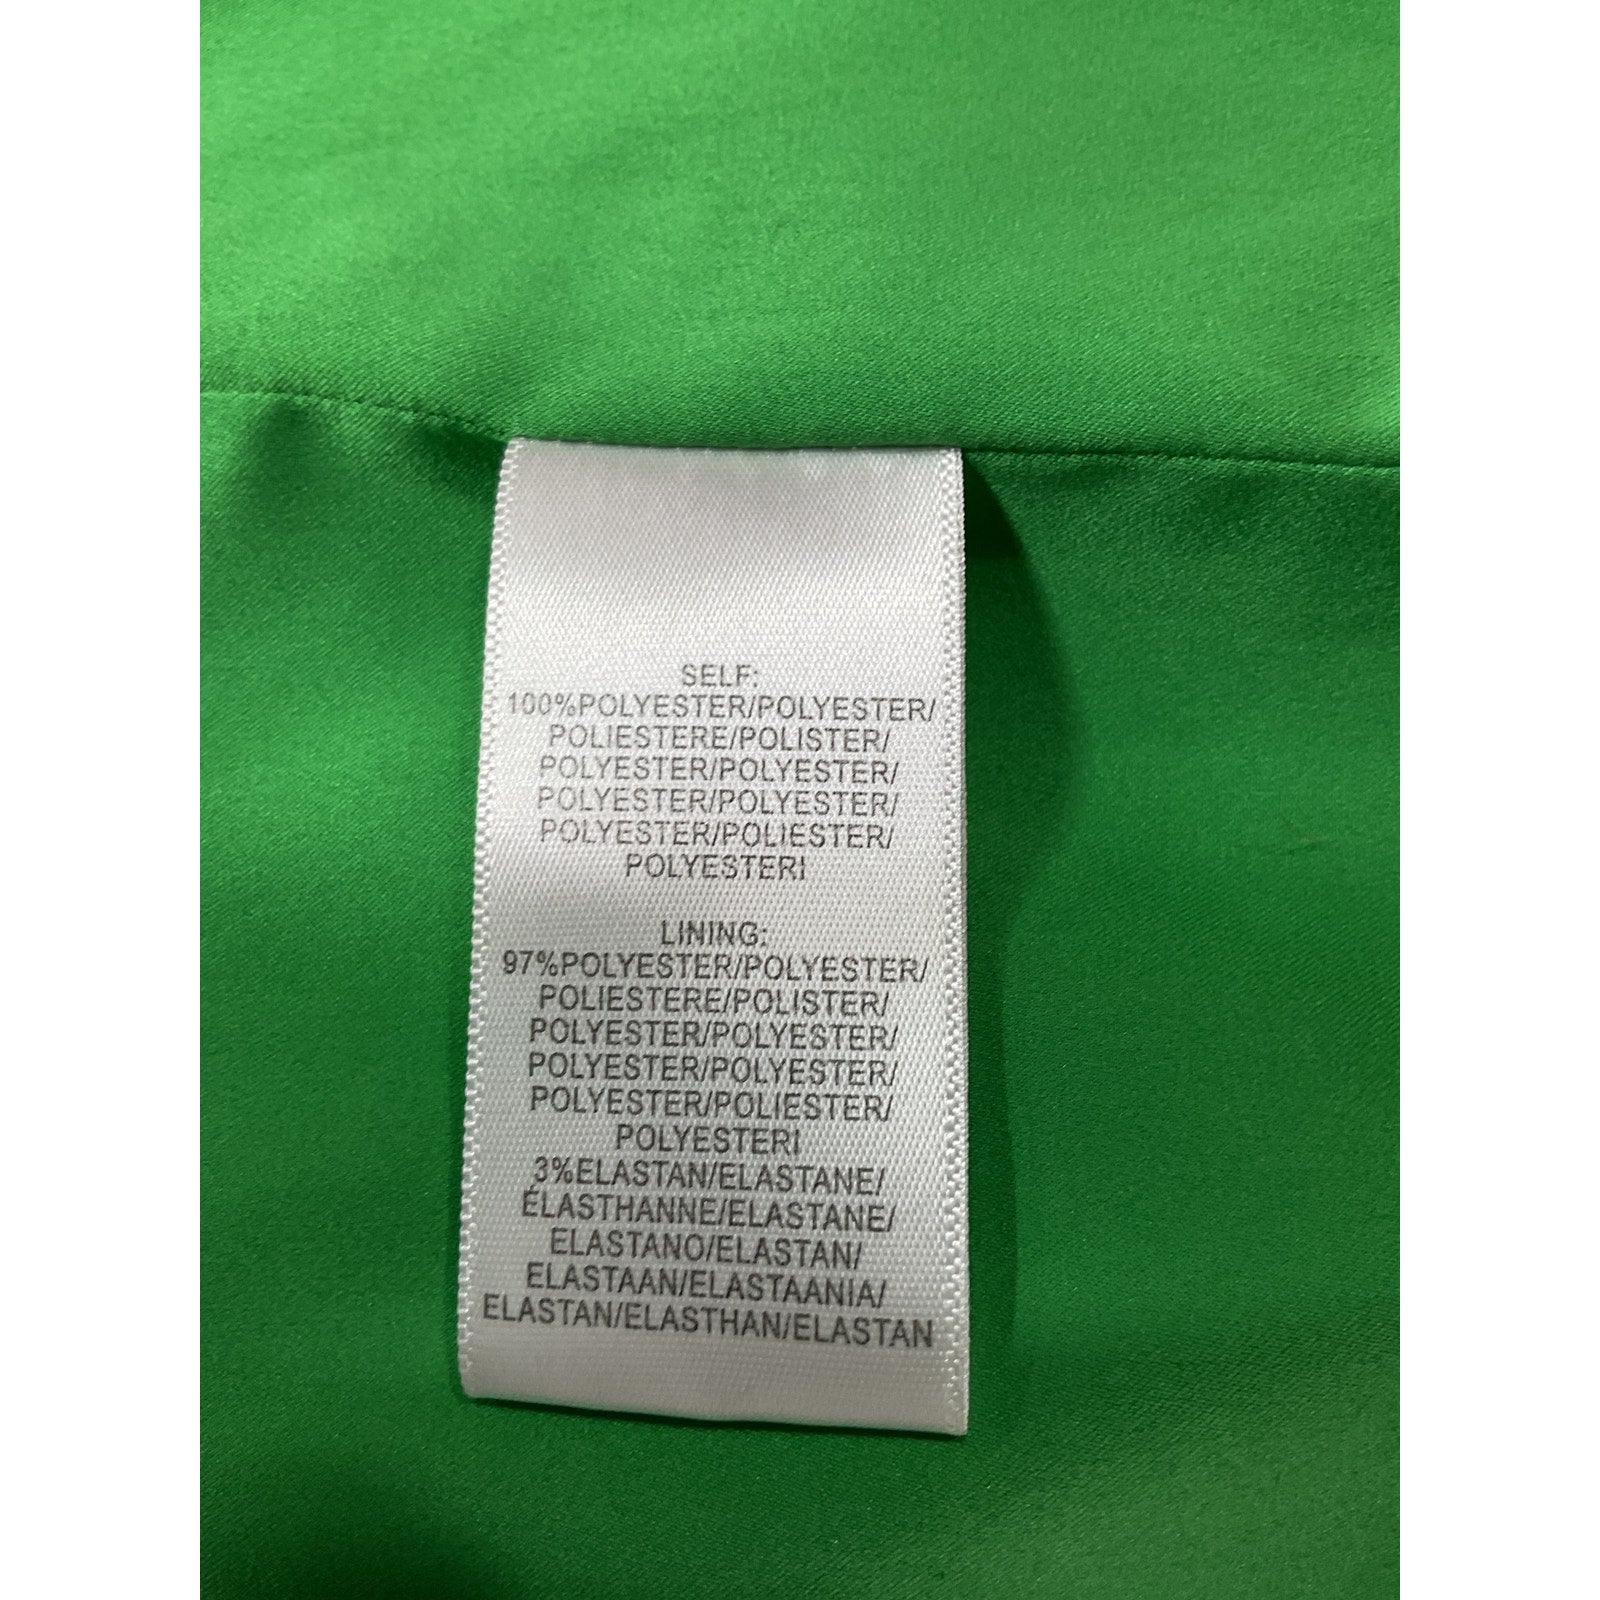 SELF:
100%POLYESTER/POLYESTER/
POLIESTERE/POLISTER/
POLYESTER/POLYESTER/
POLYESTER/POLYESTER/
POLYESTER/POLIESTER/
POLYESTERI
LINING:
97%POLYESTER/POLYESTER/
POLIESTERE/POLISTER/
POLYESTER/POLYESTER/
POLYESTER/POLYESTER/
POLYESTER/POLIESTER/
POLYESTERI
3%ELASTAN/ELASTANE/
ÉLASTHANNE/ELASTANE/
ELASTANO/ELASTAN/
ELASTAAN/ELASTAANIA/
ELASTAN/ELASTHAN/ELASTAN